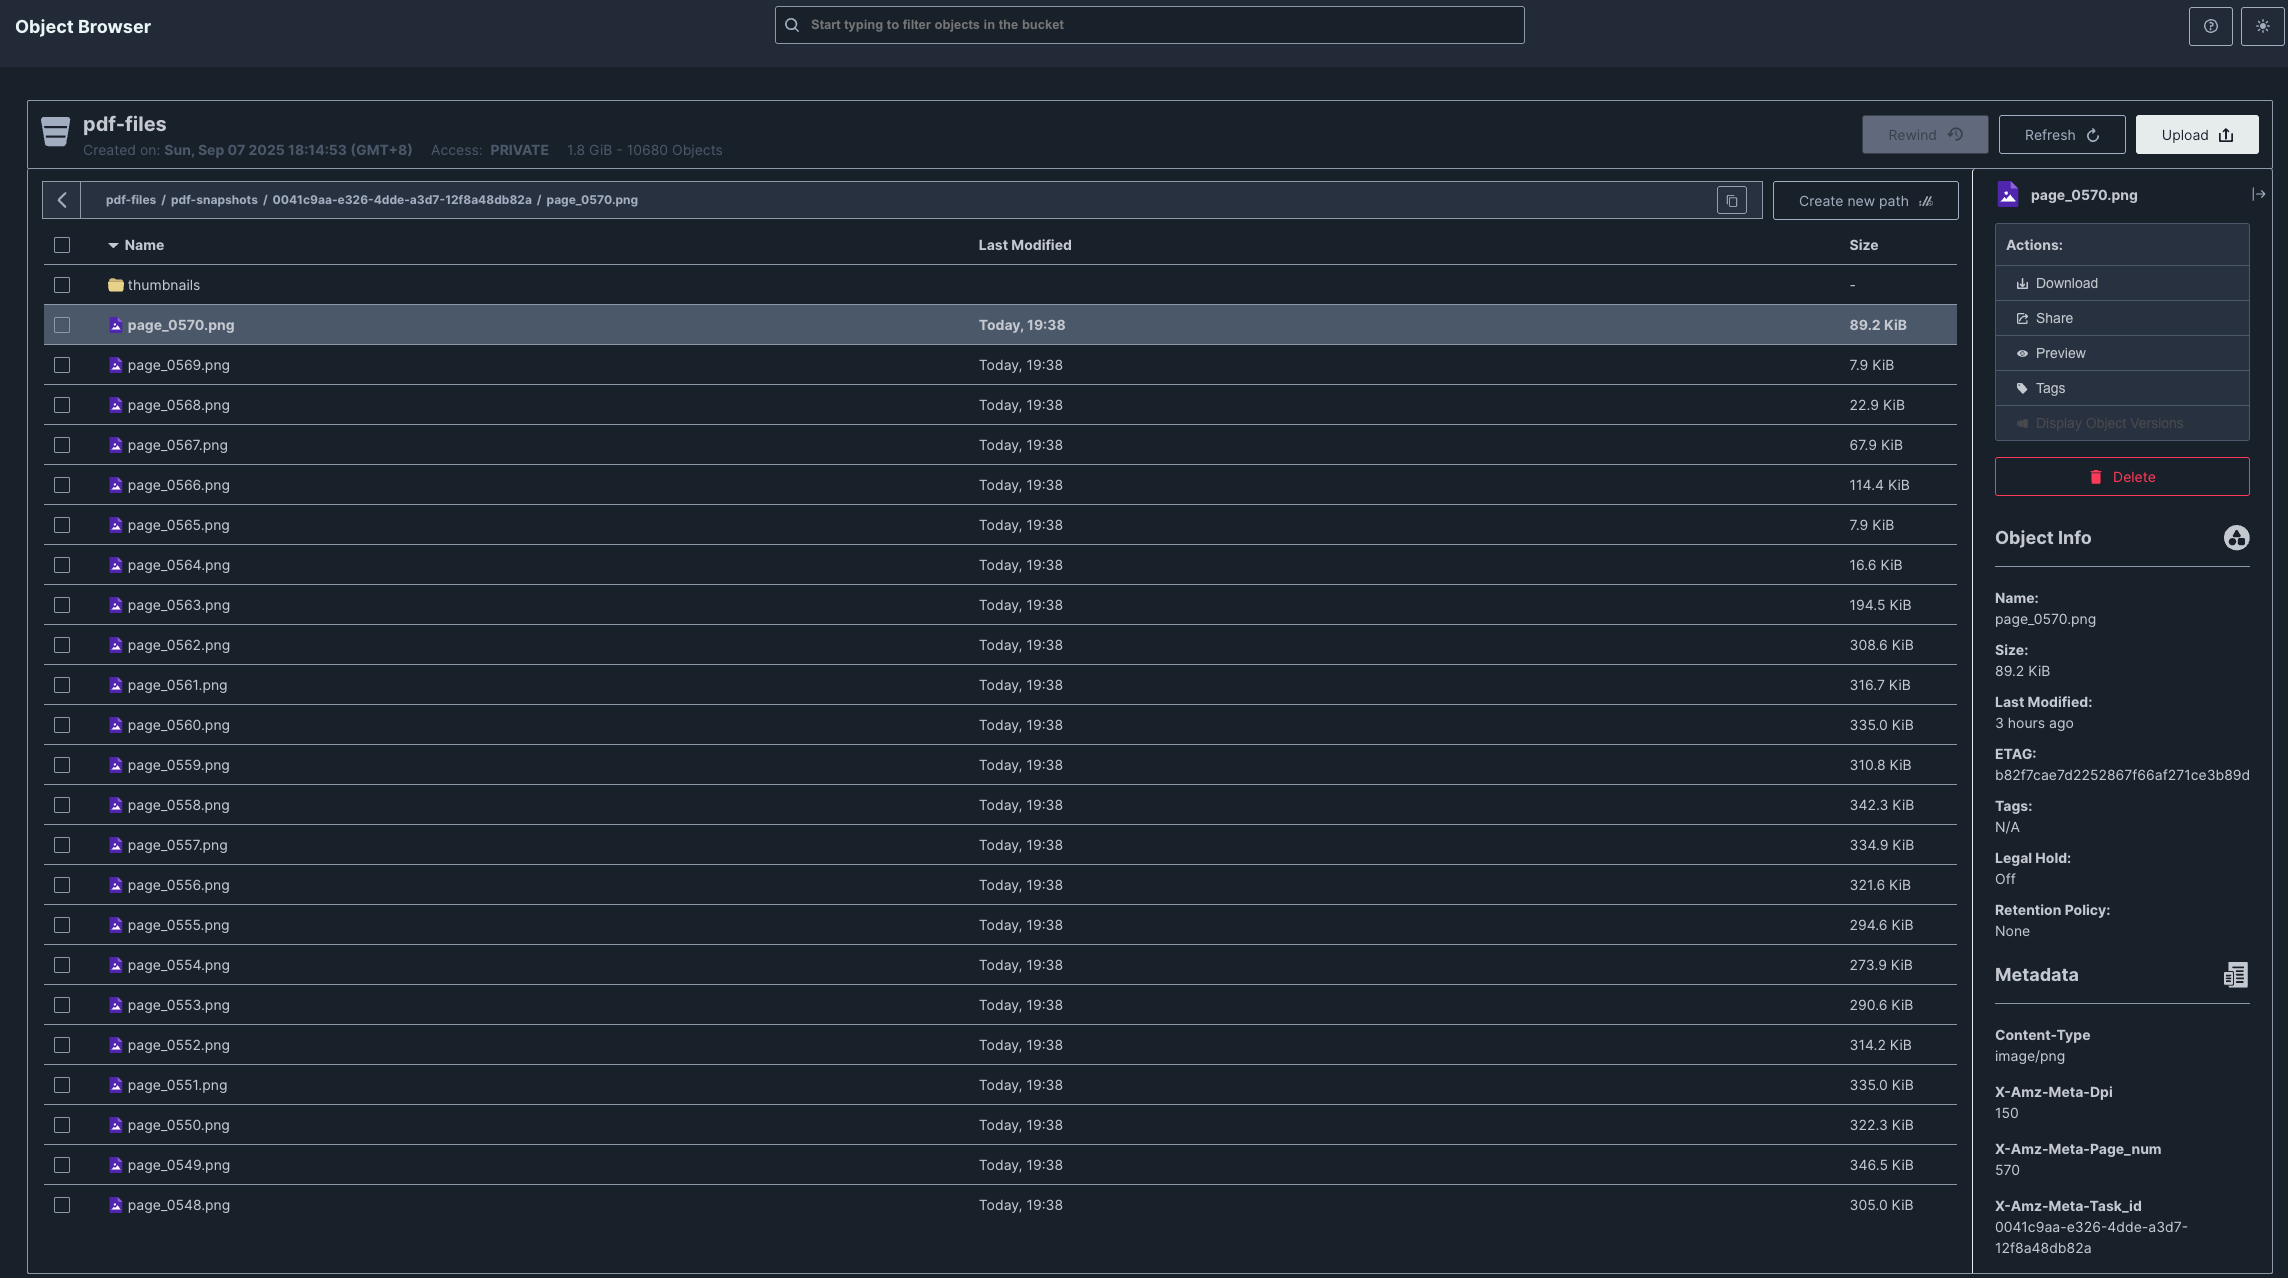 Object Browser
Start typing to filter objects in the bucket
pdf-files
Created on: Sun, Sep 07 2025 18:14:53 (GMT+8) Access: PRIVATE 1.8 GiB - 10680 Objects
Rewind
Refresh
Upload
pdf-files / pdf-snapshots / 0041c9aa-e326-4dde-a3d7-12f8a48db82a / page_0570.png
Create new path
Name Last Modified Size
thumbnails -
page_0570.png Today, 19:38 89.2 KiB
page_0569.png Today, 19:38 7.9 KiB
page_0568.png Today, 19:38 22.9 KiB
page_0567.png Today, 19:38 67.9 KiB
page_0566.png Today, 19:38 114.4 KiB
page_0565.png Today, 19:38 7.9 KiB
page_0564.png Today, 19:38 16.6 KiB
page_0563.png Today, 19:38 194.5 KiB
page_0562.png Today, 19:38 308.6 KiB
page_0561.png Today, 19:38 316.7 KiB
page_0560.png Today, 19:38 335.0 KiB
page_0559.png Today, 19:38 310.8 KiB
page_0558.png Today, 19:38 342.3 KiB
page_0557.png Today, 19:38 334.9 KiB
page_0556.png Today, 19:38 321.6 KiB
page_0555.png Today, 19:38 294.6 KiB
page_0554.png Today, 19:38 273.9 KiB
page_0553.png Today, 19:38 290.6 KiB
page_0552.png Today, 19:38 314.2 KiB
page_0551.png Today, 19:38 335.0 KiB
page_0550.png Today, 19:38 322.3 KiB
page_0549.png Today, 19:38 346.5 KiB
page_0548.png Today, 19:38 305.0 KiB
page_0570.png
Actions:
Download
Share
Preview
Tags
Display Object Versions
Delete
Object Info
Name:
page_0570.png
Size:
89.2 KiB
Last Modified:
3 hours ago
ETAG:
b82f7cae7d2252867f66af271ce3b89d
Tags:
N/A
Legal Hold:
Off
Retention Policy:
None
Metadata
Content-Type
image/png
X-Amz-Meta-Dpi
150
X-Amz-Meta-Page_num
570
X-Amz-Meta-Task_id
0041c9aa-e326-4dde-a3d7-
12f8a48db82a